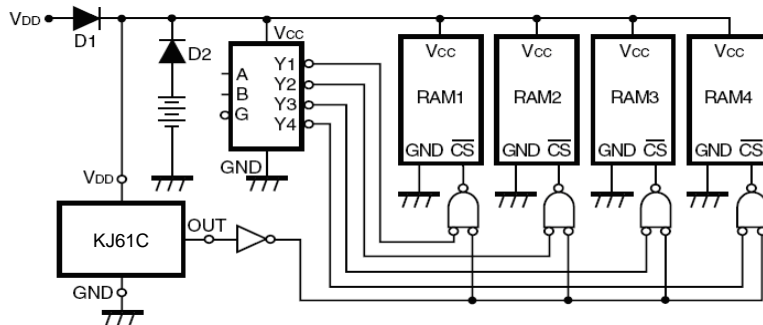 VDD
D1
D2
VCC
A
B
G
Y1
Y2
Y3
Y4
GND
VCC
RAM1
GND CS
VCC
RAM2
GND CS
VCC
RAM3
GND CS
VCC
RAM4
GND CS
VDD
KJ61C
OUT
GND